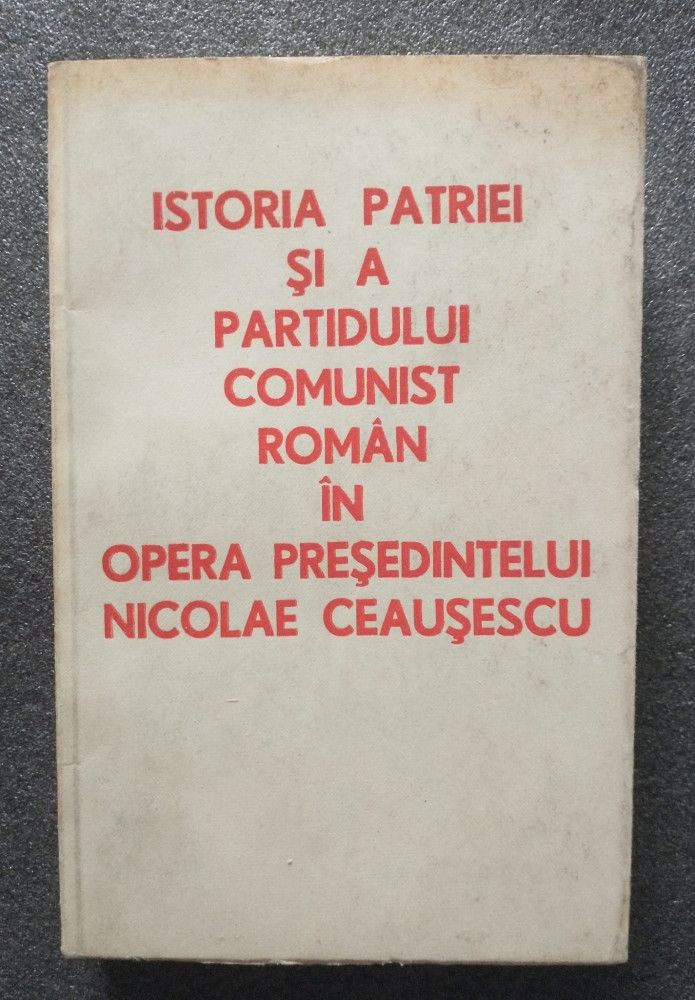 ISTORIA PATRIEI
ŞI A
PARTIDULUI
COMUNIST
ROMÂN
ÎN
OPERA PREŞEDINTELUI
NICOLAE CEAUŞESCU